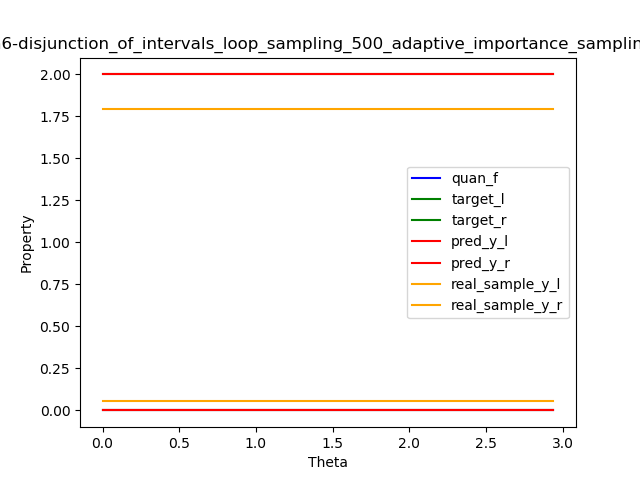 6-disjunction_of_intervals_loop_sampling_500_adaptive_importance_samplin
2.00
1.75
1.50
1.25
1.00
0.75
0.50
0.25
0.00
Property
quan_f
target_l
target_r
pred_y_l
pred_y_r
real_sample_y_l
real_sample_y_r
0.0 0.5 1.0 1.5 2.0 2.5 3.0
Theta